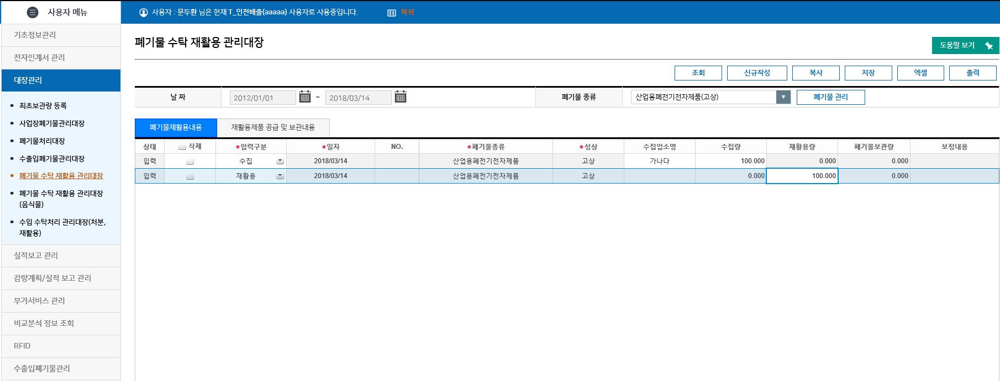 사용자 메뉴
사용자 : 문두환 님은 현재 T_인천배출(aaaaa) 사용자로 사용중입니다.
복귀
기초정보관리
전자인계서 관리
대장관리
최초보관량 등록
사업장폐기물관리대장
폐기물처리대장
수출입폐기물관리대장
폐기물 수탁 재활용 관리대장
폐기물 수탁 재활용 관리대장
(음식물)
수입 수탁처리 관리대장(처분,
재활용)
실적보고 관리
감량계획/실적 보고 관리
부가서비스 관리
비교분석 정보 조회
RFID
수출입폐기물관리
폐기물 수탁 재활용 관리대장
도움말 보기
조회 신규작성 복사 저장 엑셀 출력
날 짜 2012/01/01 ~ 2018/03/14 폐기물 종류 산업용폐전기전자제품(고상) 폐기물 관리
폐기물재활용내용 재활용제품 공급 및 보관내용
상태 삭제 *입력구분 *일자 NO. *폐기물종류 *성상 수집업소명 수집량 재활용량 폐기물보관량 보정내용
입력 수집 2018/03/14 산업용폐전기전자제품 고상 가나다 100.000 0.000 0.000
입력 재활용 2018/03/14 산업용폐전기전자제품 고상 0.000 100.000 0.000